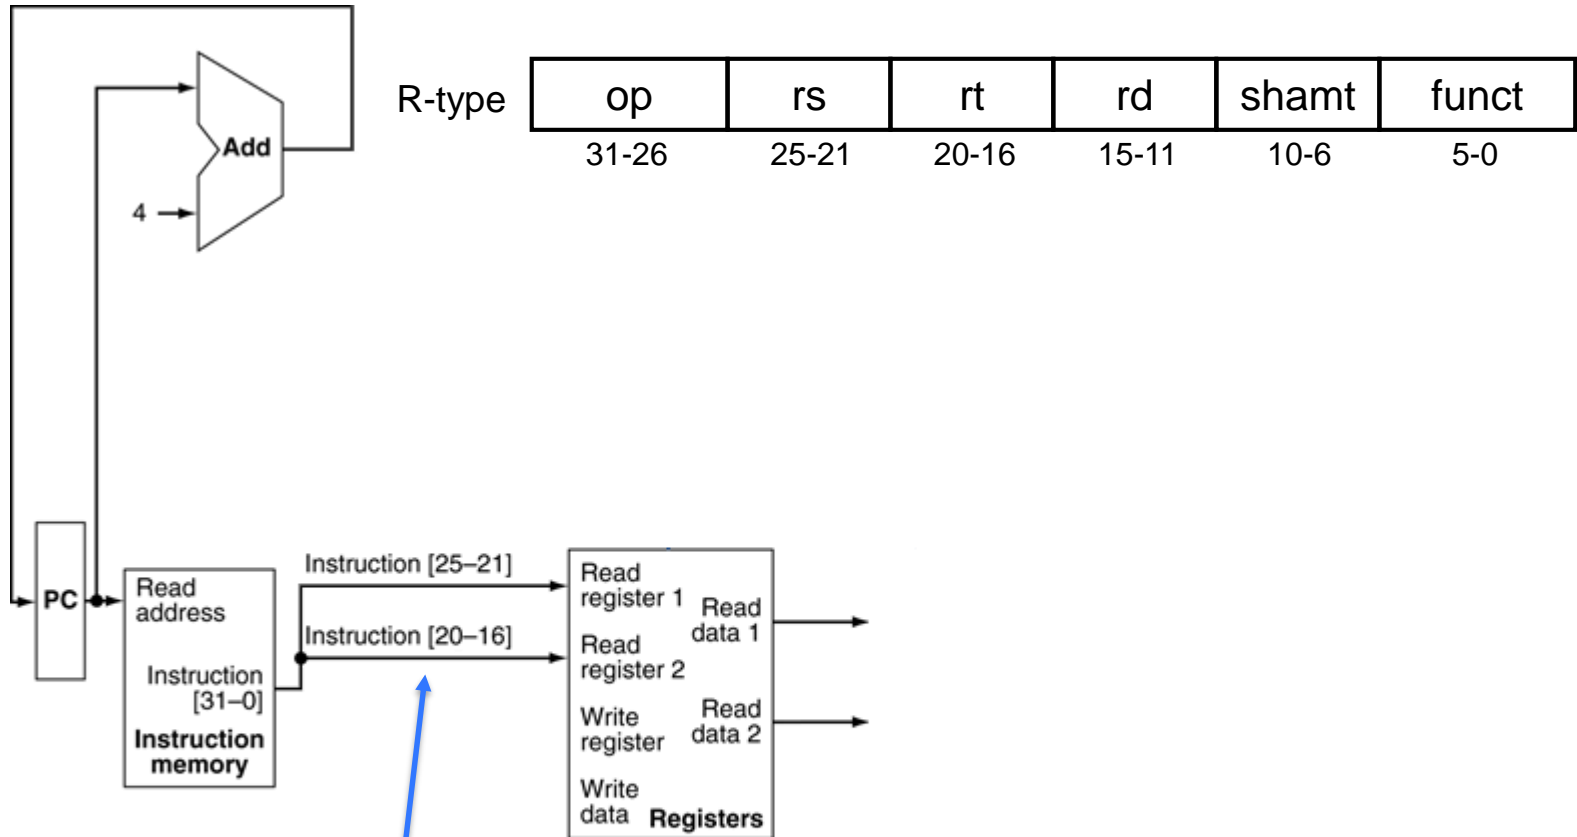 R-type
op rs rt rd shamt funct
31-26 25-21 20-16 15-11 10-6 5-0
Add
4
PC
Read
address
Instruction
[31–0]
Instruction
memory
Instruction [25–21]
Instruction [20–16]
Read
register 1
Read
register 2
Write
register
Write
data
Read
data 1
Read
data 2
Registers